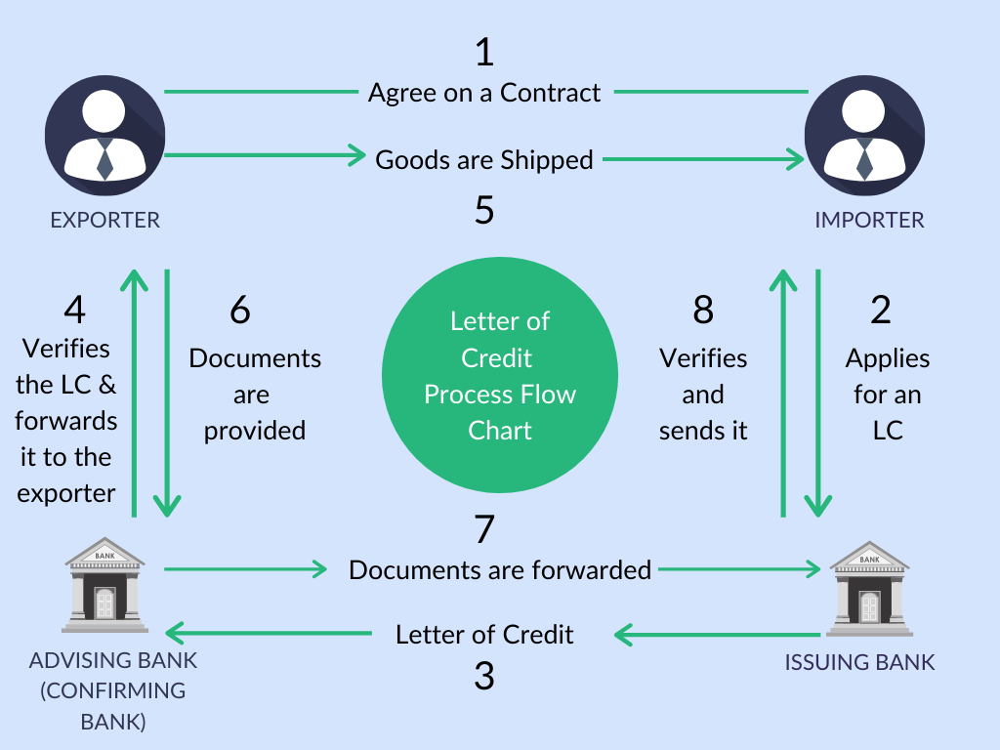 1
Agree on a Contract
Goods are Shipped
5
EXPORTER
IMPORTER
4
Verifies
the LC &
forwards
it to the
exporter
6
Documents
are
provided
Letter of
Credit
Process Flow
Chart
8
Verifies
and
sends it
2
Applies
for an
LC
7
Documents are forwarded
BANK
BANK
Letter of Credit
3
ADVISING BANK
(CONFIRMING
BANK)
ISSUING BANK